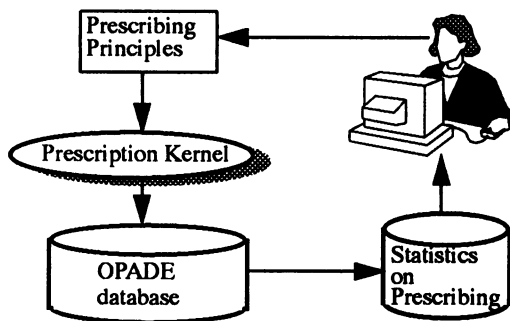 Prescribing
Principles
Prescription Kernel
OPADE
database
Statistics
on
Prescribing